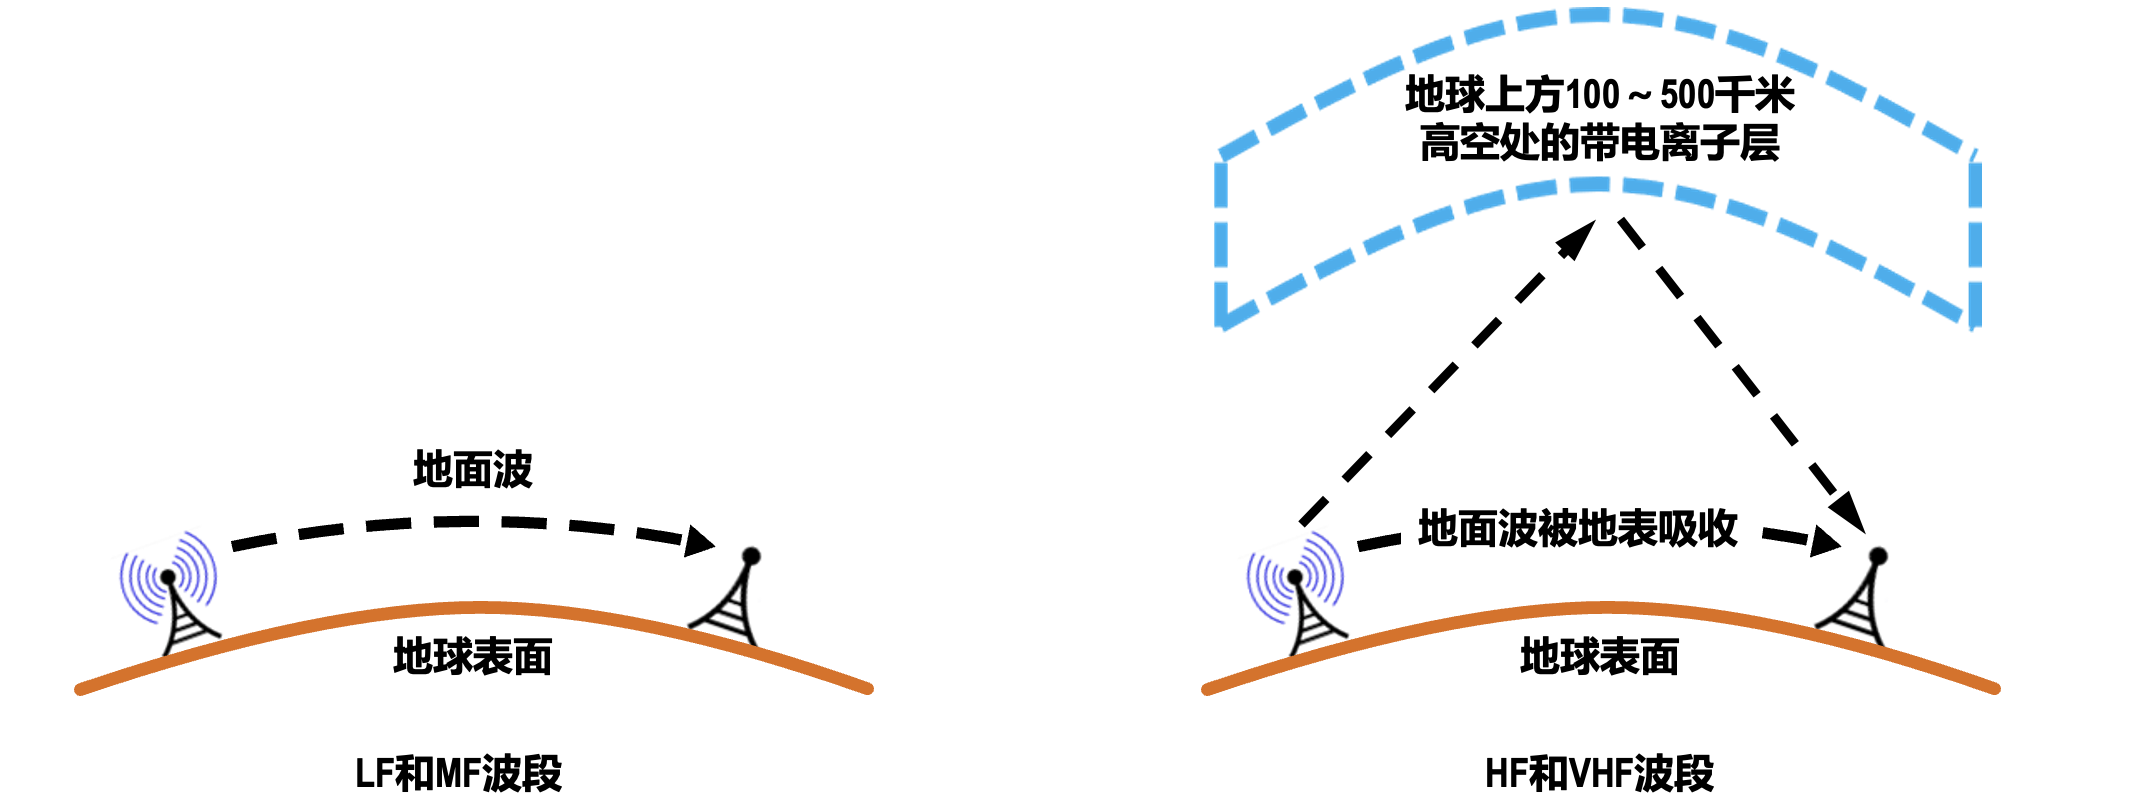 地面波
地球表面
LF和MF波段
地球上方100～500千米
高空处的带电离子层
地面波被地表吸收
地球表面
HF和VHF波段